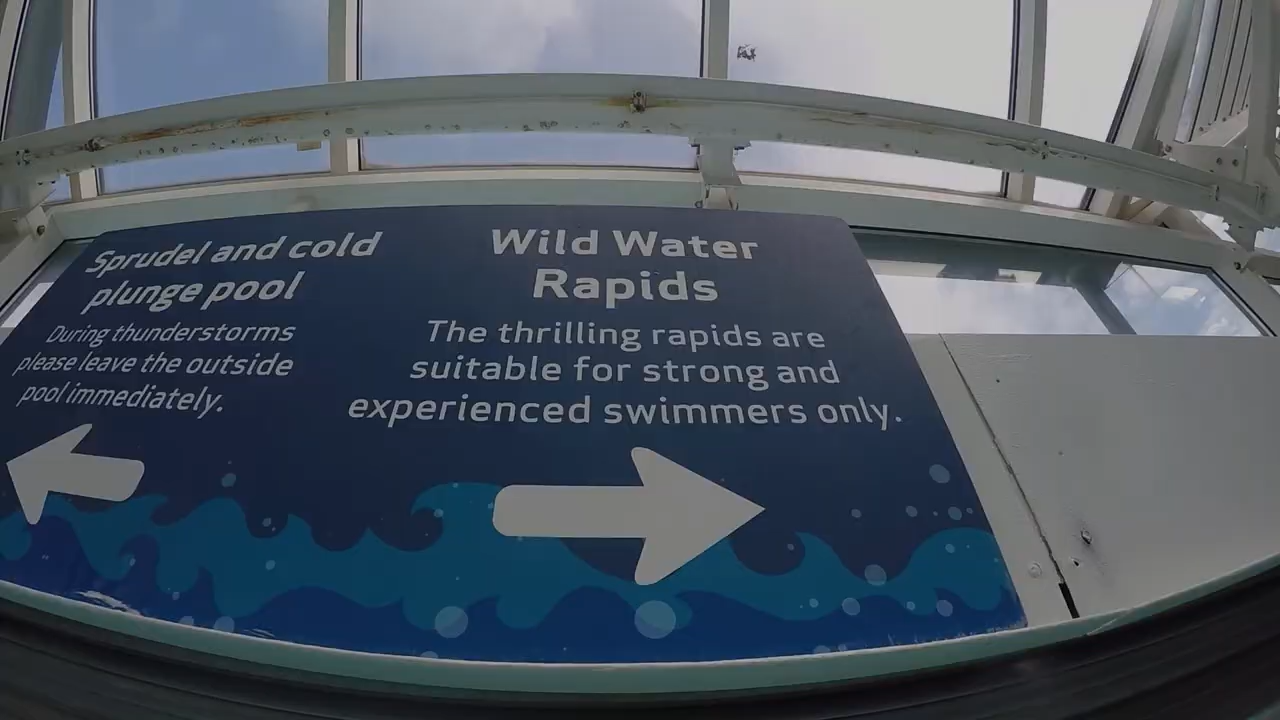 Sprudel and cold
plunge pool
During thunderstorms
please leave the outside
pool immediately.
Wild Water
Rapids
The thrilling rapids are
suitable for strong and
experienced swimmers only.